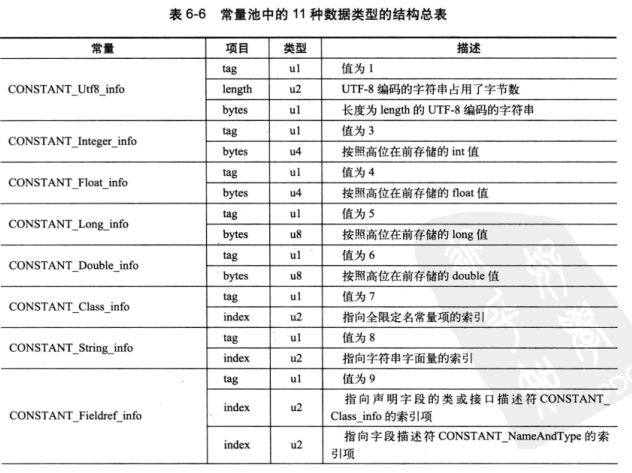 表 6-6 常量池中的 11 种数据类型的结构总表
常量 项目 类型 描述
CONSTANT_Utf8_info tag u1 值为 1
length u2 UTF-8 编码的字符串占用了字节数
bytes u1 长度为 length 的 UTF-8 编码的字符串
CONSTANT_Integer_info tag u1 值为 3
bytes u4 按照高位在前存储的 int 值
CONSTANT_Float_info tag u1 值为 4
bytes u4 按照高位在前存储的 float 值
CONSTANT_Long_info tag u1 值为 5
bytes u8 按照高位在前存储的 long 值
CONSTANT_Double_info tag u1 值为 6
bytes u8 按照高位在前存储的 double 值
CONSTANT_Class_info tag u1 值为 7
index u2 指向全限定名常量项的索引
CONSTANT_String_info tag u1 值为 8
index u2 指向字符串字面量的索引
CONSTANT_Fieldref_info tag u1 值为 9
index u2 指向声明字段的类或接口描述符 CONSTANT_
Class_info 的索引项
index u2 指向字段描述符 CONSTANT_NameAndType 的索
引项